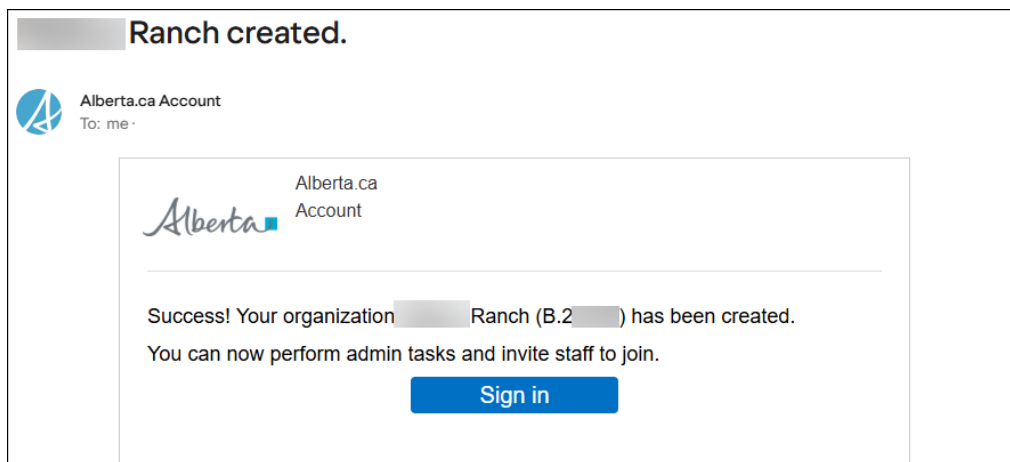 Ranch created.
Alberta.ca Account
To: me ·
Alberta.ca
Account
Alberta
Success! Your organization Ranch (B.2 ) has been created.
You can now perform admin tasks and invite staff to join.
Sign in